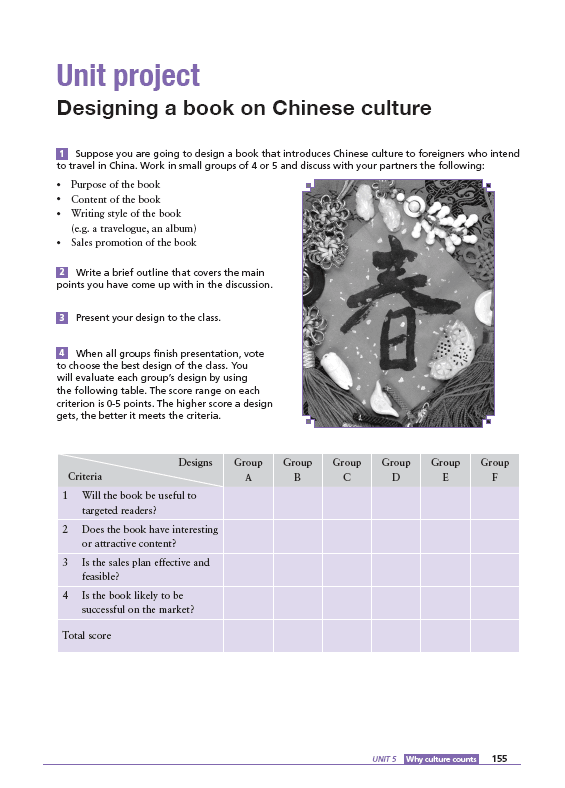 Unit project
Designing a book on Chinese culture
1 Suppose you are going to design a book that introduces Chinese culture to foreigners who intend
to travel in China. Work in small groups of 4 or 5 and discuss with your partners the following:
• Purpose of the book
• Content of the book
• Writing style of the book
(e.g. a travelogue, an album)
• Sales promotion of the book
2 Write a brief outline that covers the main
points you have come up with in the discussion.
3 Present your design to the class.
4 When all groups finish presentation, vote
to choose the best design of the class. You
will evaluate each group's design by using
the following table. The score range on each
criterion is 0-5 points. The higher score a design
gets, the better it meets the criteria.
春
Designs Group Group Group Group Group Group
Criteria A B C D E F
1 Will the book be useful to
targeted readers?
2 Does the book have interesting
or attractive content?
3 Is the sales plan effective and
feasible?
4 Is the book likely to be
successful on the market?
Total score
UNIT 5 Why culture counts 155